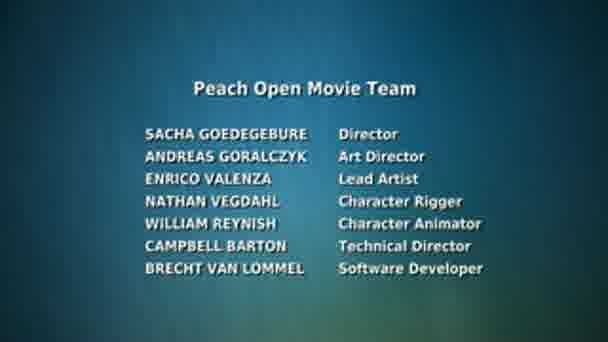 Peach Open Movie Team
SACHA GOEDEGEBURE Director
ANDREAS GORALCZYK Art Director
ENRICO VALENZA Lead Artist
NATHAN VEGDAHL Character Rigger
WILLIAM REYNISH Character Animator
CAMPBELL BARTON Technical Director
BRECHT VAN LOMMEL Software Developer